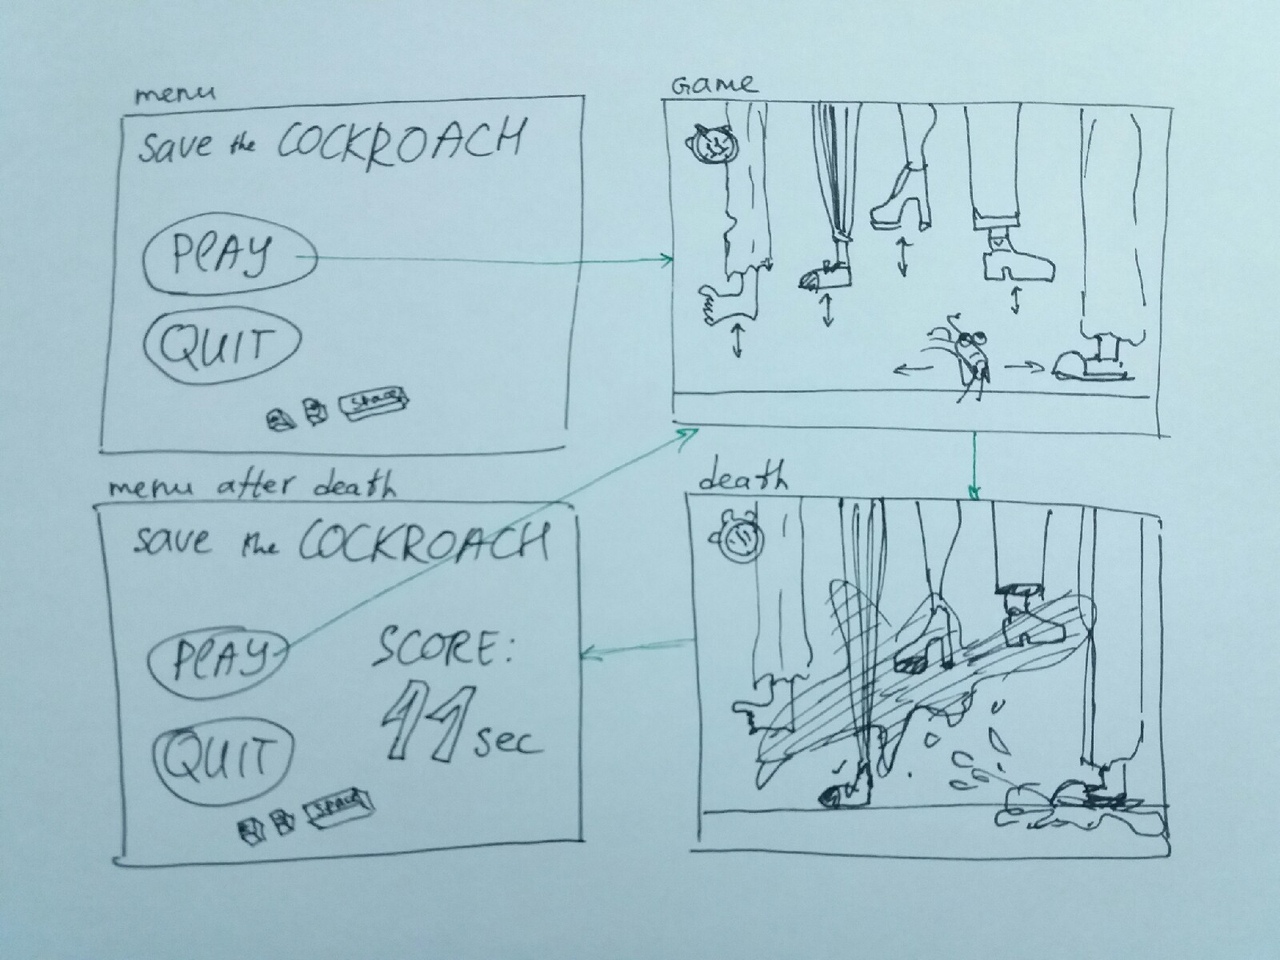 menu
save the COCKROACH
PLAY
QUIT
space
Game
menu after death
save the COCKROACH
PLAY
SCORE:
11 sec
QUIT
space
death